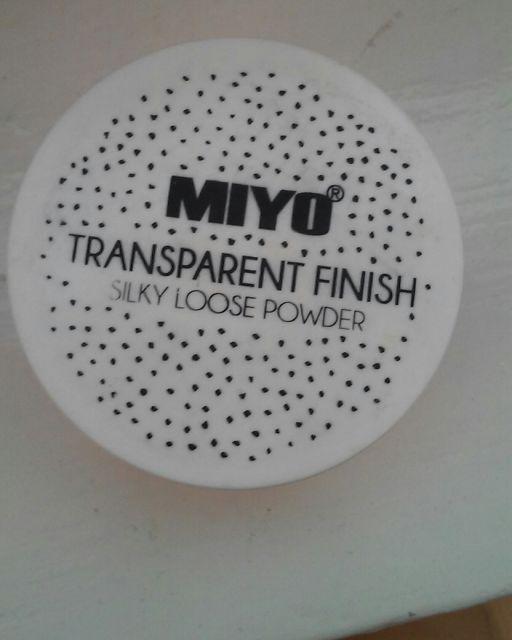 MIYO®
TRANSPARENT FINISH
SILKY LOOSE POWDER